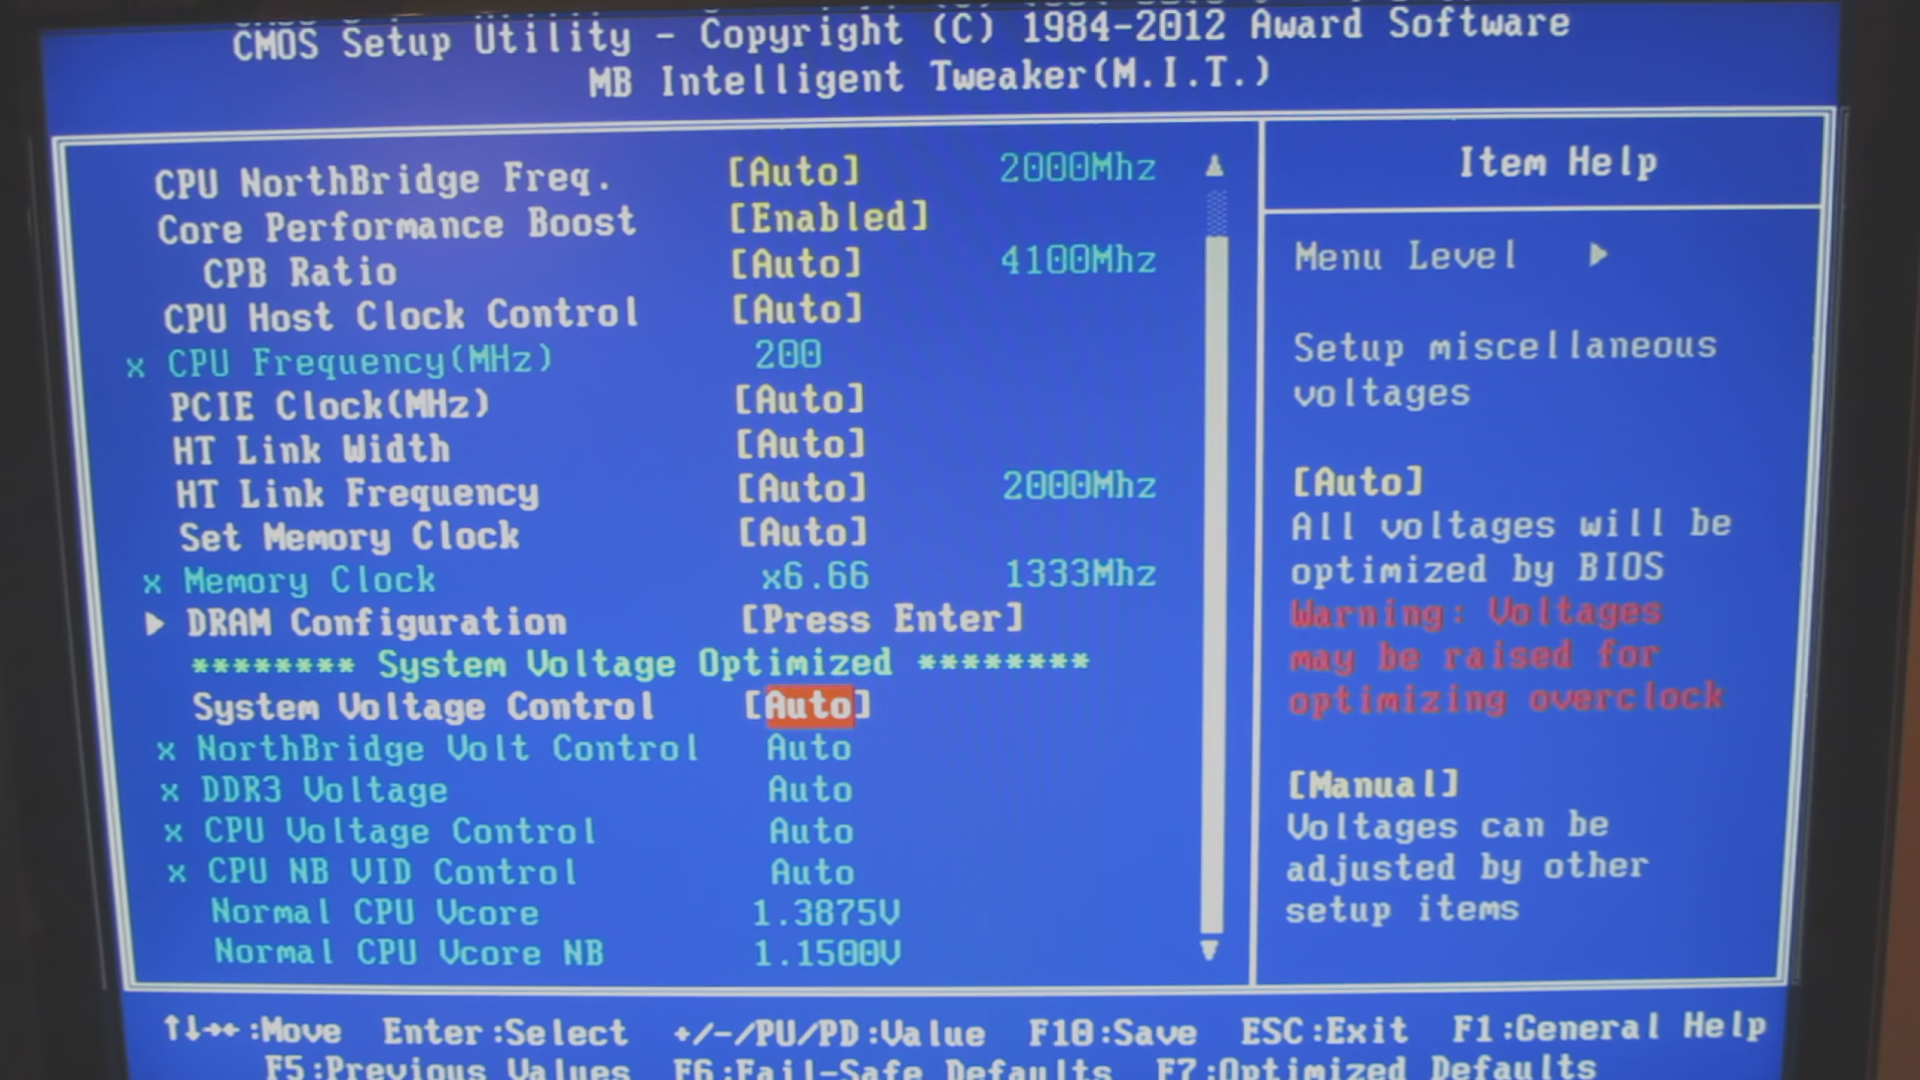 CMOS Setup Utility - Copyright (C) 1984-2012 Award Software
MB Intelligent Tweaker(M.I.T.)
CPU NorthBridge Freq. [Auto] 2000Mhz
Core Performance Boost [Enabled]
CPB Ratio [Auto] 4100Mhz
CPU Host Clock Control [Auto]
x CPU Frequency(MHz) 200
PCIE Clock(MHz) [Auto]
HT Link Width [Auto]
HT Link Frequency [Auto] 2000Mhz
Set Memory Clock [Auto]
x Memory Clock x6.66 1333Mhz
► DRAM Configuration [Press Enter]
******** System Voltage Optimized ********
System Voltage Control [Auto]
x NorthBridge Volt Control Auto
x DDR3 Voltage Auto
x CPU Voltage Control Auto
x CPU NB VID Control Auto
Normal CPU Vcore 1.3875V
Normal CPU Vcore NB 1.1500V
Item Help
Menu Level ►
Setup miscellaneous
voltages
[Auto]
All voltages will be
optimized by BIOS
Warning: Voltages
may be raised for
optimizing overclock
[Manual]
Voltages can be
adjusted by other
setup items
↑↓→←:Move Enter:Select +/-/PU/PD:Value F10:Save ESC:Exit F1:General Help
F5:Previous Values F6:Fail-Safe Defaults F7:Optimized Defaults